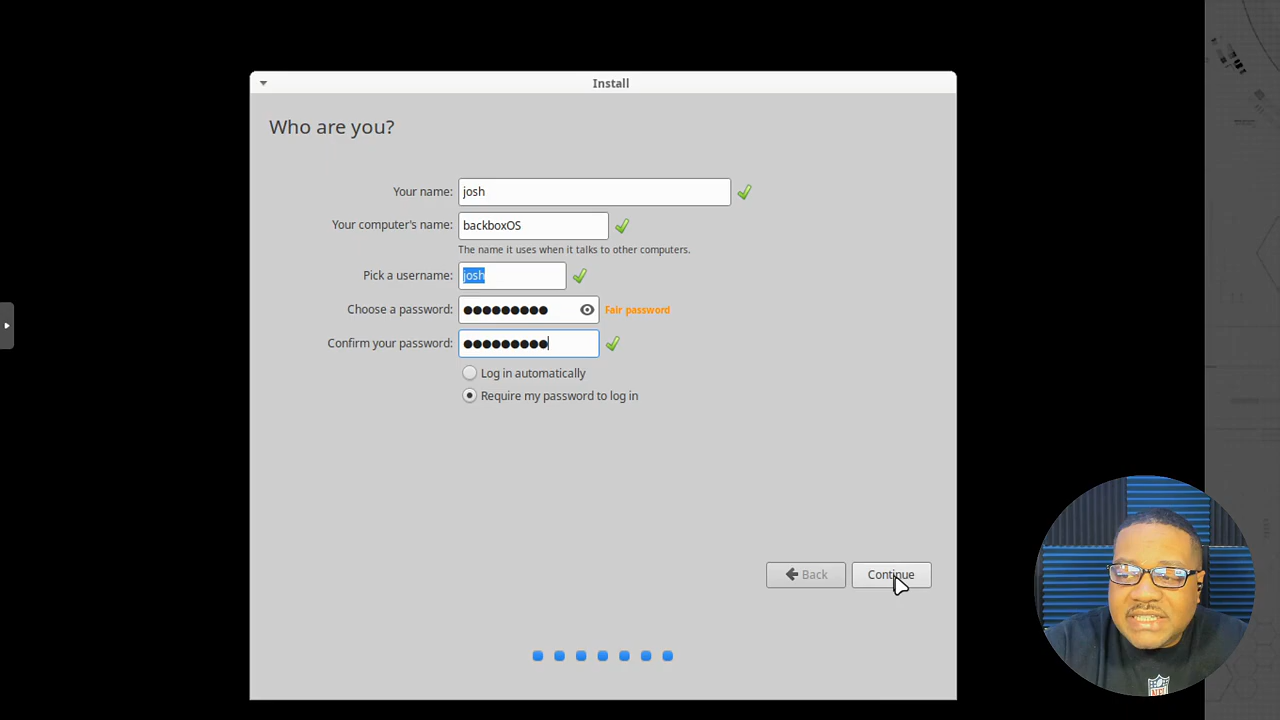 Install
Who are you?
Your name: josh
Your computer's name: backboxOS
The name it uses when it talks to other computers.
Pick a username: josh
Choose a password: ●●●●●●●●● Fair password
Confirm your password: ●●●●●●●●●
Log in automatically
Require my password to log in
Back Continue
NFL